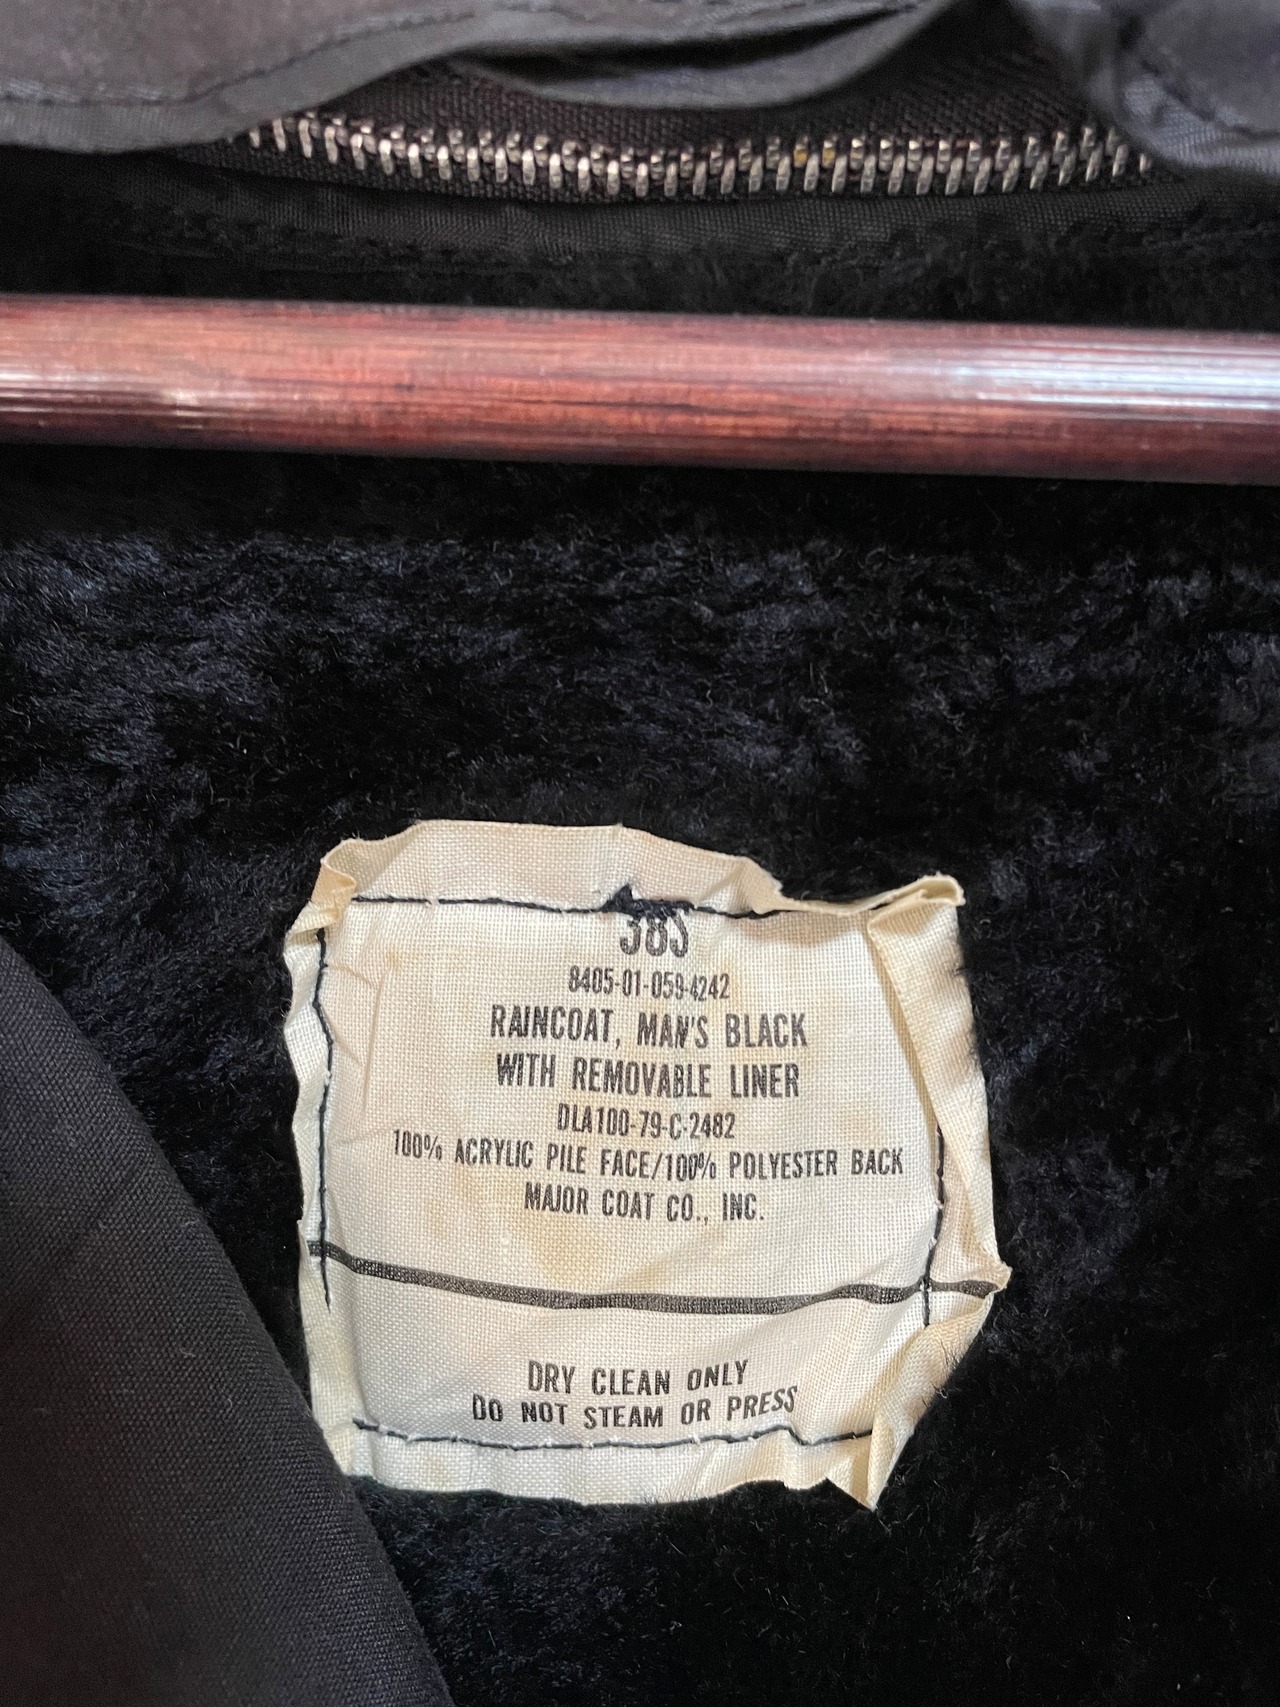 38S
8405-01-059-4242
RAINCOAT, MAN'S BLACK
WITH REMOVABLE LINER
DLA100-79-C-2482
100% ACRYLIC PILE FACE/100% POLYESTER BACK
MAJOR COAT CO., INC.
DRY CLEAN ONLY
DO NOT STEAM OR PRESS